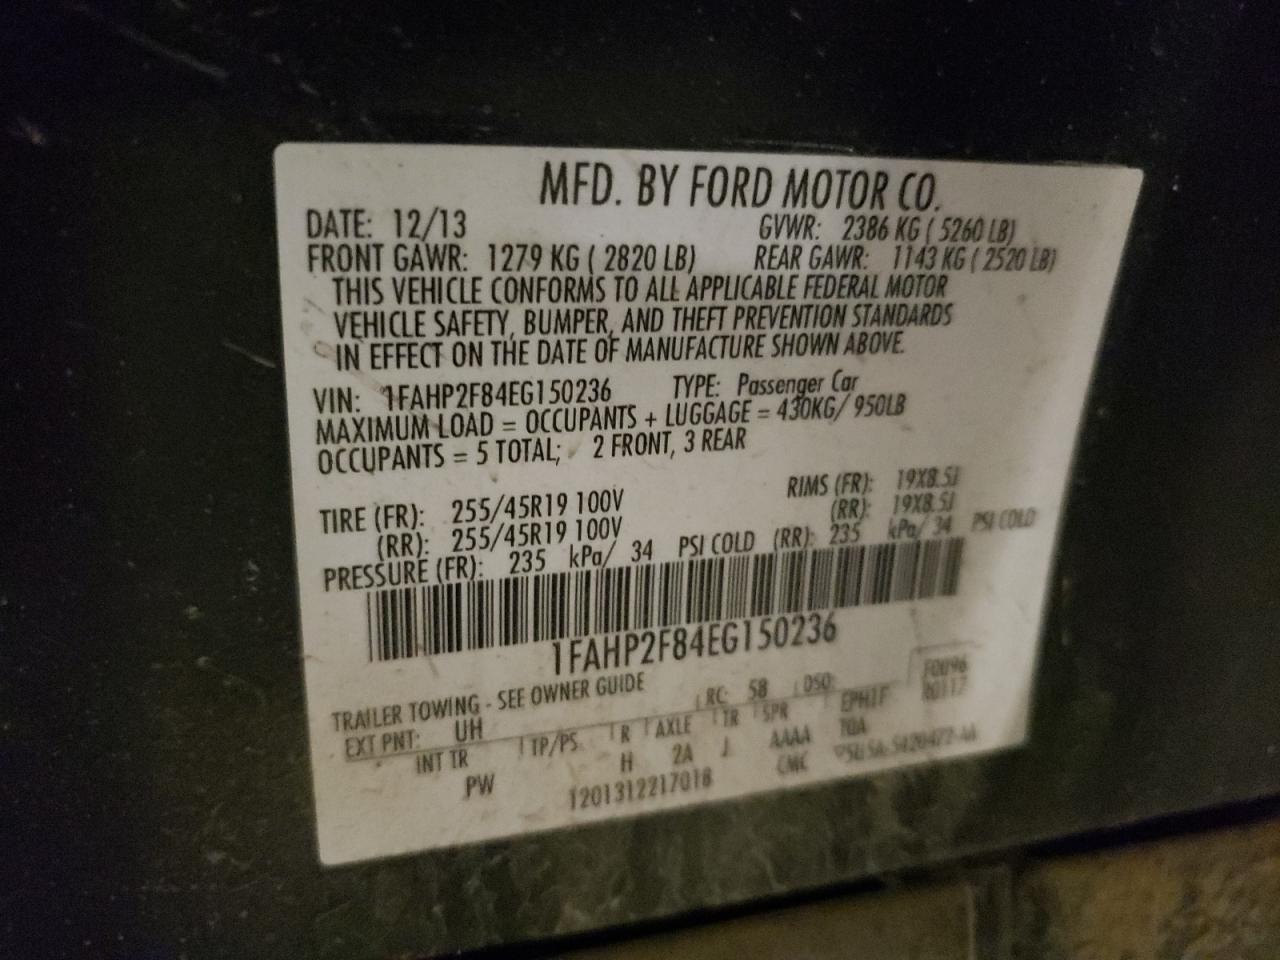 MFD. BY FORD MOTOR CO.
DATE: 12/13 GVWR: 2386 KG ( 5260 LB)
FRONT GAWR: 1279 KG ( 2820 LB) REAR GAWR: 1143 KG ( 2520 LB)
THIS VEHICLE CONFORMS TO ALL APPLICABLE FEDERAL MOTOR
VEHICLE SAFETY, BUMPER, AND THEFT PREVENTION STANDARDS
IN EFFECT ON THE DATE OF MANUFACTURE SHOWN ABOVE.
VIN: 1FAHP2F84EG150236 TYPE: Passenger Car
MAXIMUM LOAD = OCCUPANTS + LUGGAGE = 430KG/ 950LB
OCCUPANTS = 5 TOTAL; 2 FRONT, 3 REAR
TIRE (FR): 255/45R19 100V RIMS (FR): 19X8.5J
(RR): 255/45R19 100V (RR): 19X8.5J
PRESSURE (FR): 235 kPa/ 34 PSI COLD (RR): 235 kPa/ 34 PSI COLD
1FAHP2F84EG150236
TRAILER TOWING - SEE OWNER GUIDE
EXT PNT: UH RC: 58 DSO:
INT TR TP/PS R AXLE TR SPR
PW H 2A J AAAA
1201312217018 CMC